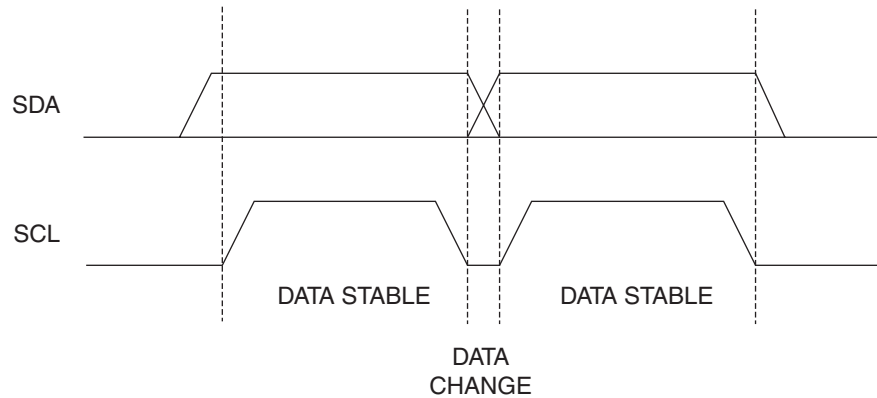 SDA
SCL
DATA STABLE
DATA STABLE
DATA
CHANGE